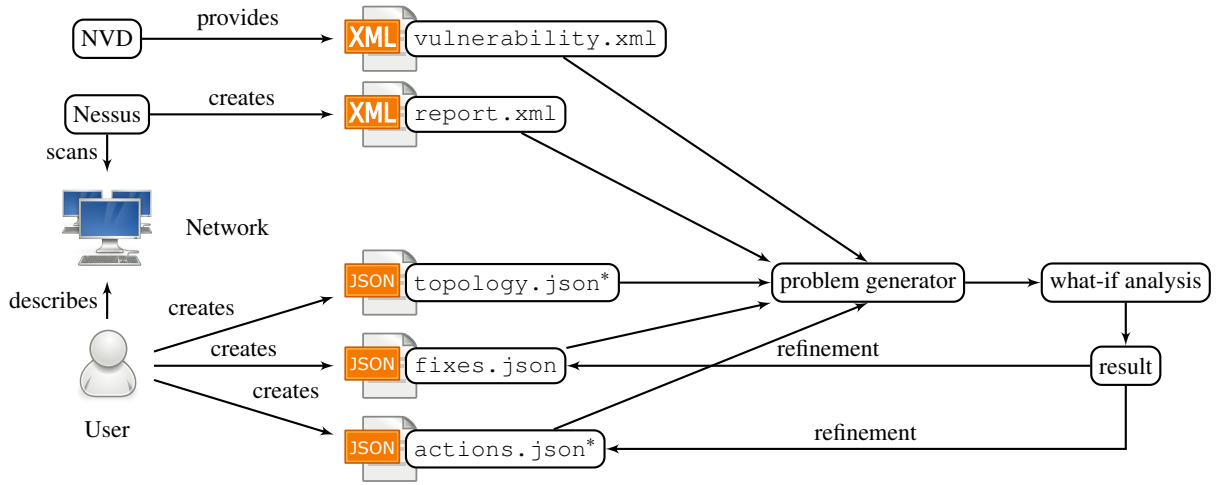 NVD
provides
XML
vulnerability.xml
Nessus
creates
XML
report.xml
scans
Network
describes
creates
JSON
topology.json*
problem generator
what-if analysis
creates
JSON
fixes.json
refinement
result
creates
User
JSON
actions.json*
refinement